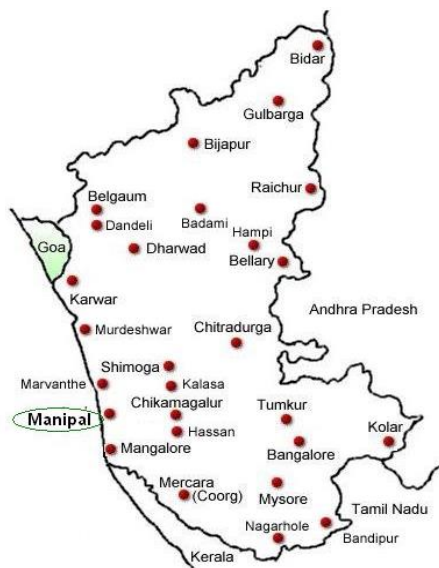 Bidar
Gulbarga
Bijapur
Raichur
Belgaum
Dandeli
Badami
Hampi
Goa
Dharwad
Bellary
Karwar
Andhra Pradesh
Murdeshwar
Chitradurga
Shimoga
Marvanthe
Kalasa
Chikamagalur
Tumkur
Manipal
Hassan
Kolar
Mangalore
Bangalore
Mercara
(Coorg)
Mysore
Tamil Nadu
Nagarhole
Bandipur
Kerala